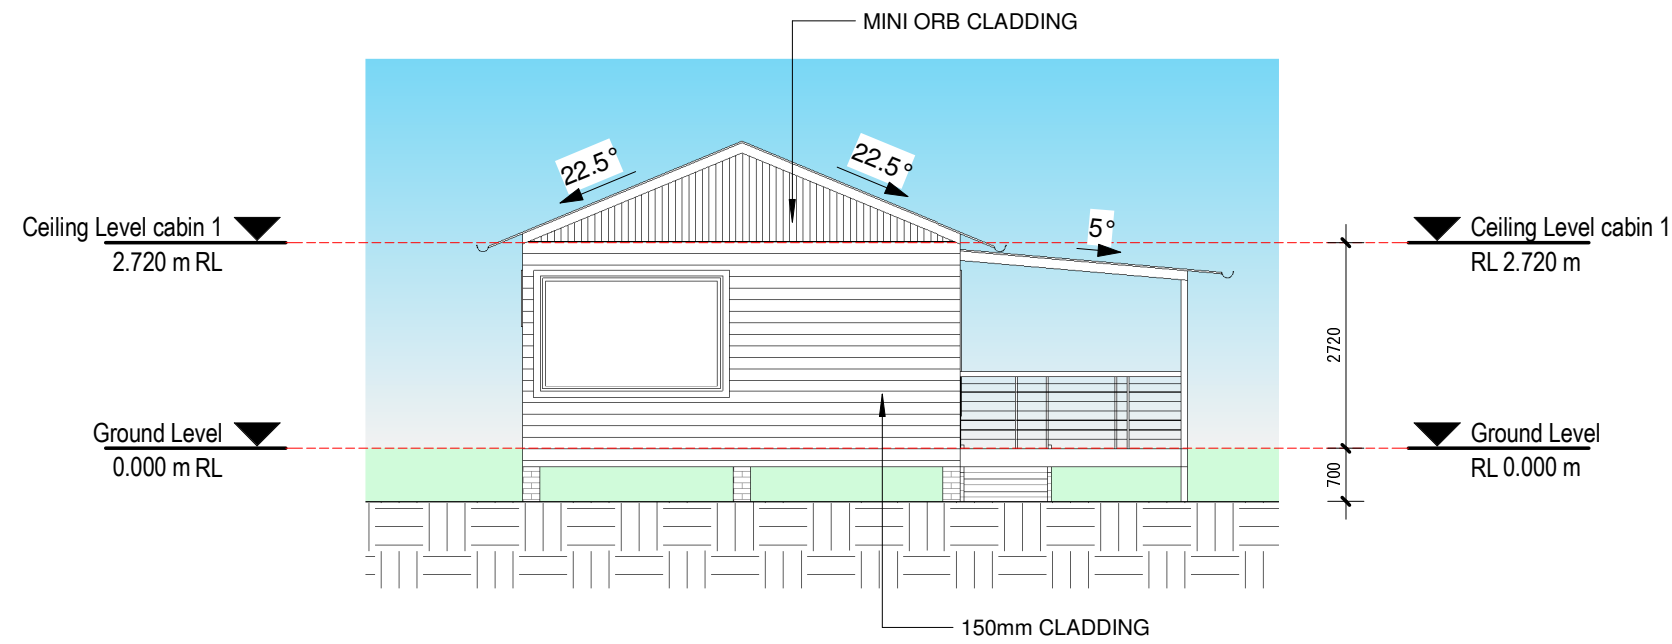 MINI ORB CLADDING
22.5°
22.5°
5°
Ceiling Level cabin 1
2.720 m RL
Ceiling Level cabin 1
RL 2.720 m
2720
Ground Level
0.000 m RL
Ground Level
RL 0.000 m
700
150mm CLADDING